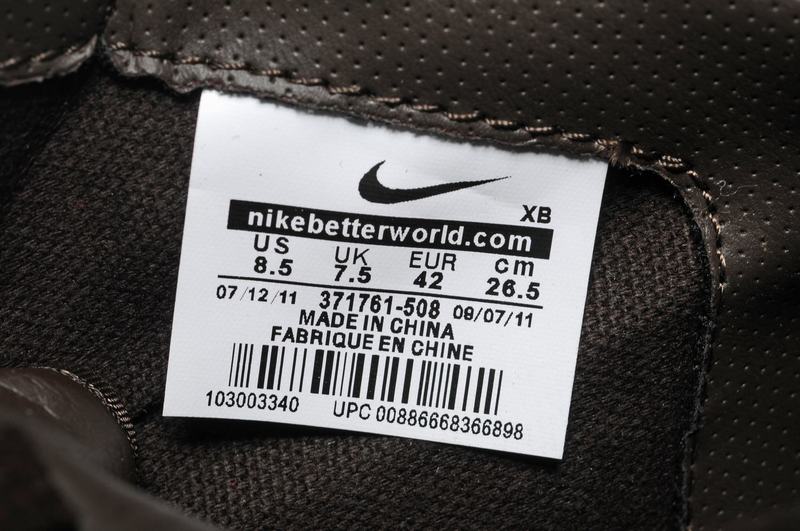 XB
nikebetterworld.com
US UK EUR cm
8.5 7.5 42 26.5
07/12/11 371761-508 09/07/11
MADE IN CHINA
FABRIQUE EN CHINE
103003340 UPC 00886668366898